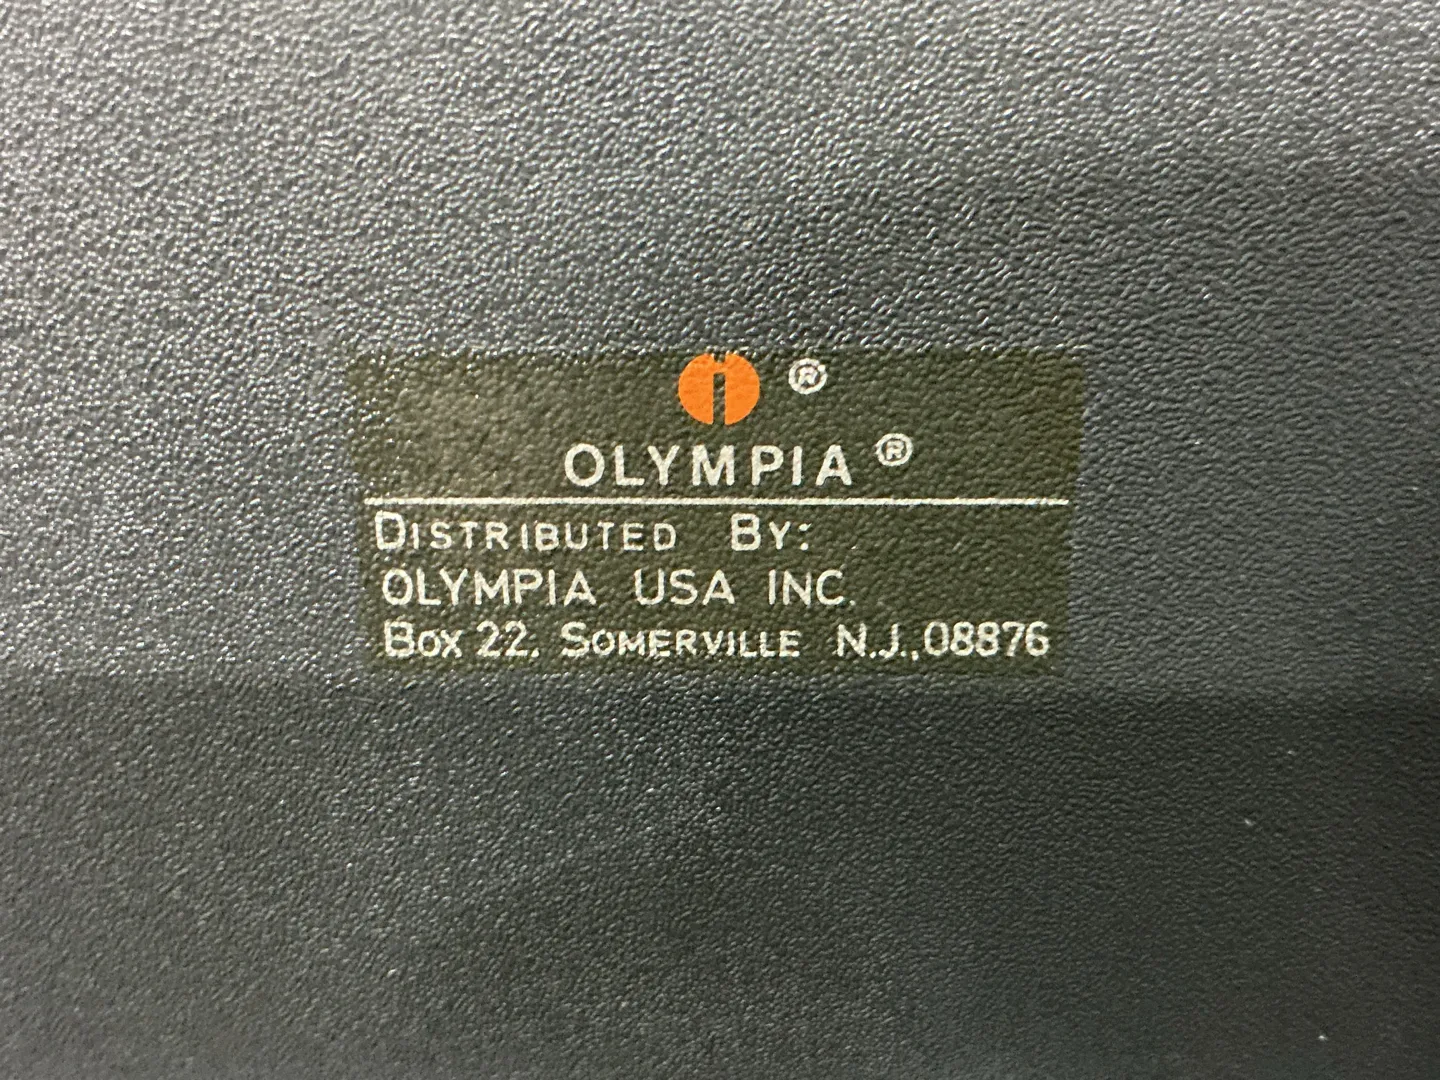 ®
OLYMPIA ®
DISTRIBUTED BY:
OLYMPIA USA INC.
Box 22, SOMERVILLE N.J.,08876